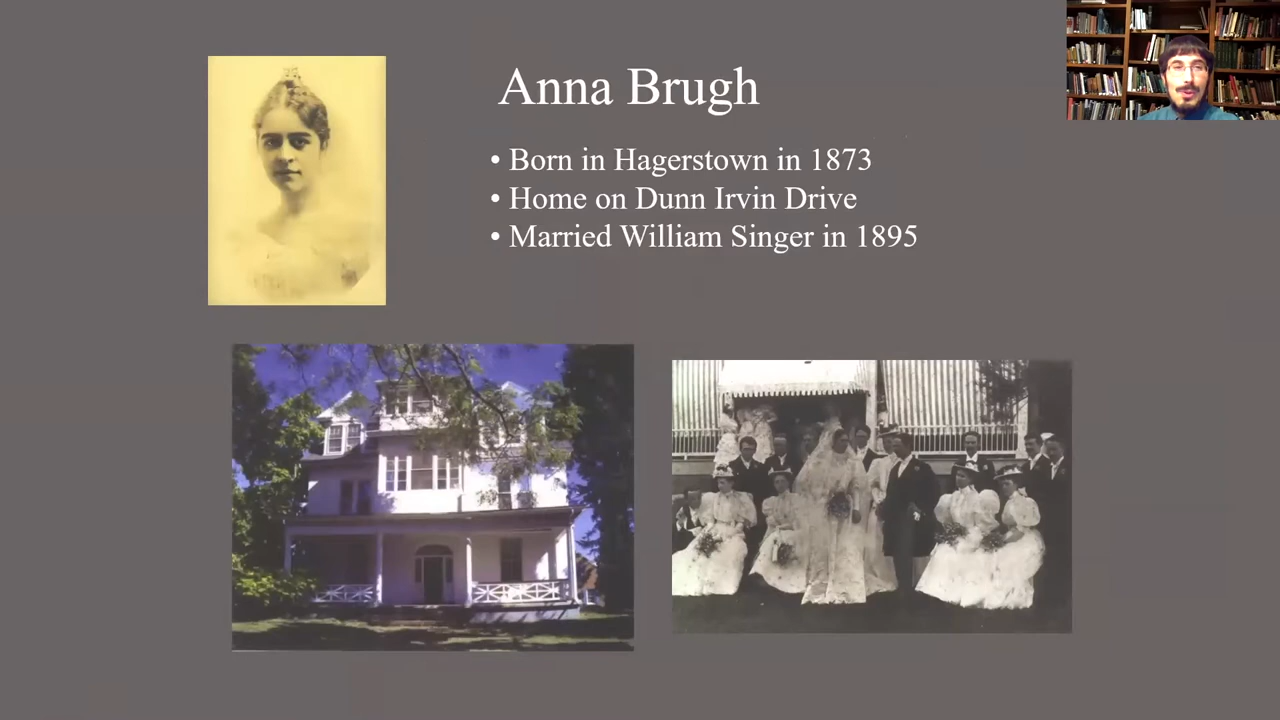 Anna Brugh
• Born in Hagerstown in 1873
• Home on Dunn Irvin Drive
• Married William Singer in 1895